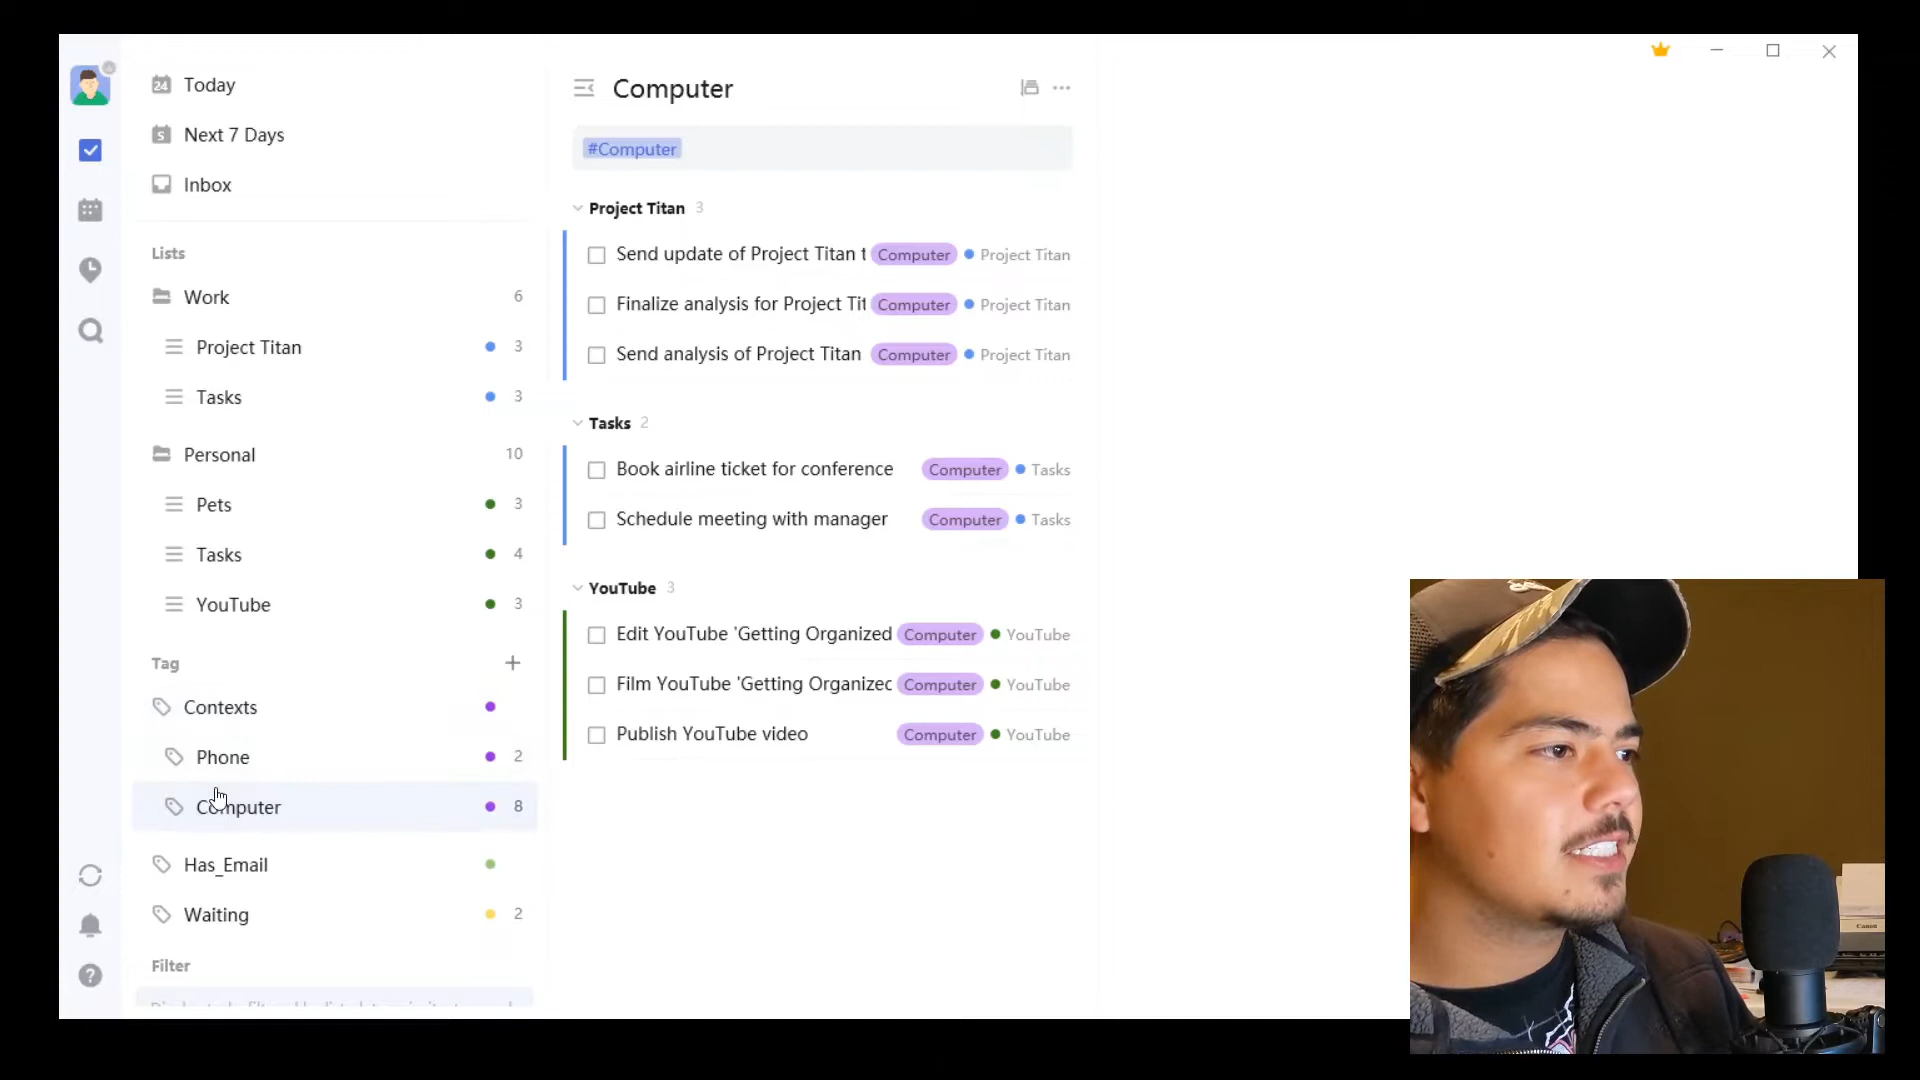 24 Today
S Next 7 Days
Inbox
Lists
Work 6
Project Titan 3
Tasks 3
Personal 10
Pets 3
Tasks 4
YouTube 3
Tag +
Contexts
Phone 2
Computer 8
Has_Email
Waiting 2
Filter
Computer
#Computer
Project Titan 3
Send update of Project Titan t Computer Project Titan
Finalize analysis for Project Tit Computer Project Titan
Send analysis of Project Titan Computer Project Titan
Tasks 2
Book airline ticket for conference Computer Tasks
Schedule meeting with manager Computer Tasks
YouTube 3
Edit YouTube 'Getting Organized Computer YouTube
Film YouTube 'Getting Organized Computer YouTube
Publish YouTube video Computer YouTube
Canon